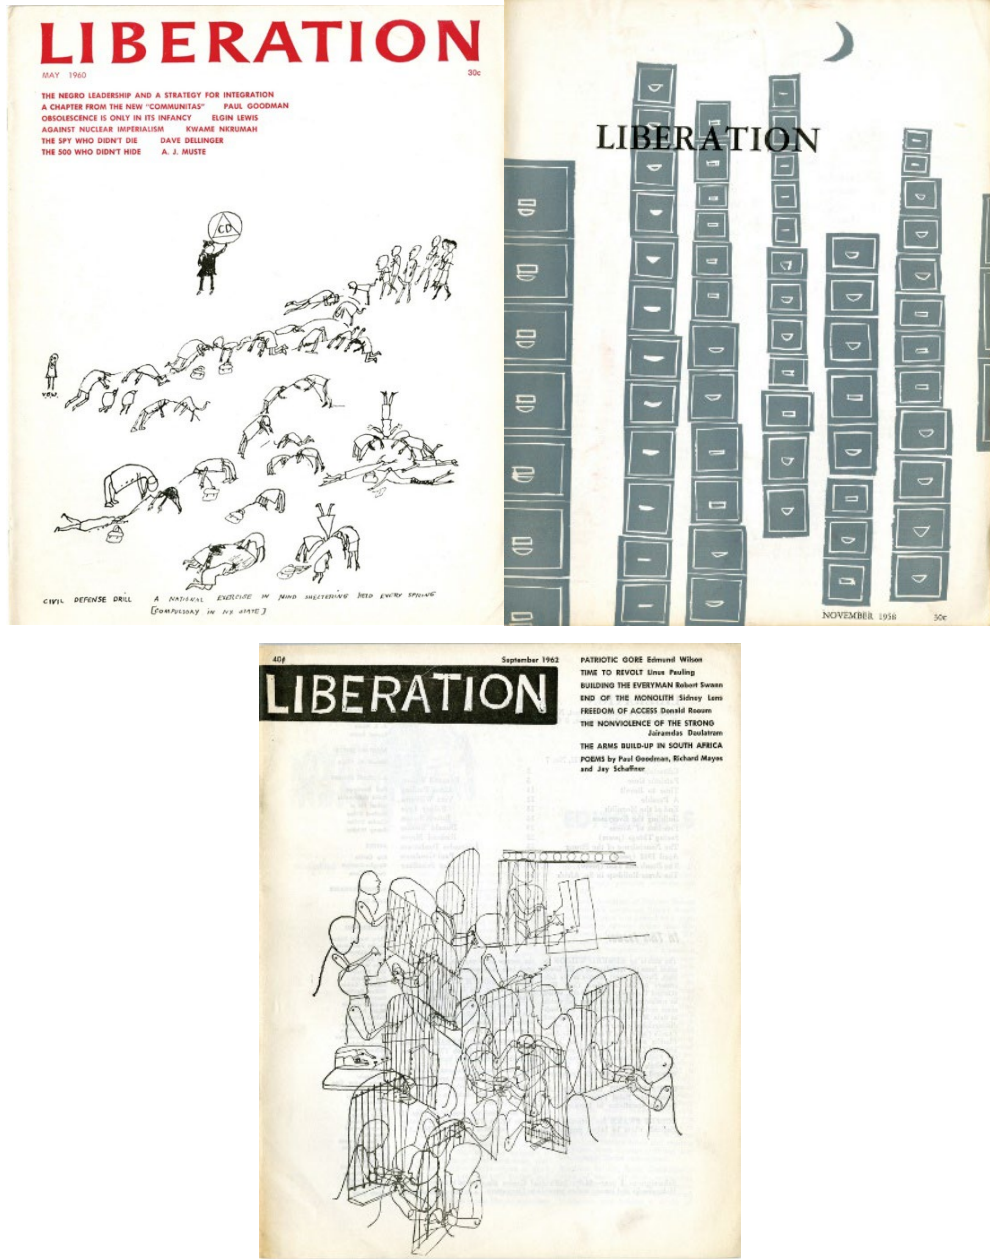 LIBERATION
MAY 1960
30c
THE NEGRO LEADERSHIP AND A STRATEGY FOR INTEGRATION
A CHAPTER FROM THE NEW "COMMUNITAS" PAUL GOODMAN
OBSOLESCENCE IS ONLY IN ITS INFANCY ELGIN LEWIS
AGAINST NUCLEAR IMPERIALISM KWAME NKRUMAH
THE SPY WHO DIDN'T DIE DAVE DELLINGER
THE 500 WHO DIDN'T HIDE A. J. MUSTE
CD
CIVIL DEFENSE DRILL A NATIONAL EXERCISE IN MIND SHELTERING HELD EVERY SPRING
[COMPULSORY IN NY STATE]
LIBERATION
NOVEMBER 1958 30c
40¢
September 1962
LIBERATION
PATRIOTIC GORE Edmund Wilson
TIME TO REVOLT Linus Pauling
BUILDING THE EVERYMAN Robert Swann
END OF THE MONOLITH Sidney Lens
FREEDOM OF ACCESS Donald Rooum
THE NONVIOLENCE OF THE STRONG
Jairamdas Daulatram
THE ARMS BUILD-UP IN SOUTH AFRICA
POEMS by Paul Goodman, Richard Mayes
and Jay Schaffner